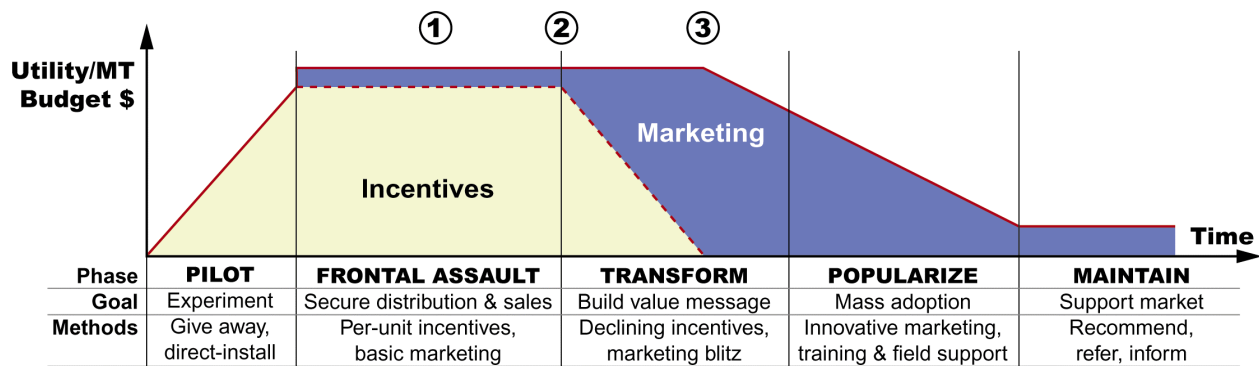 ① ② ③
Utility/MT
Budget $
Marketing
Incentives
Time
Phase PILOT FRONTAL ASSAULT TRANSFORM POPULARIZE MAINTAIN
Goal Experiment Secure distribution & sales Build value message Mass adoption Support market
Methods Give away, Per-unit incentives, Declining incentives, Innovative marketing, Recommend,
direct-install basic marketing marketing blitz training & field support refer, inform